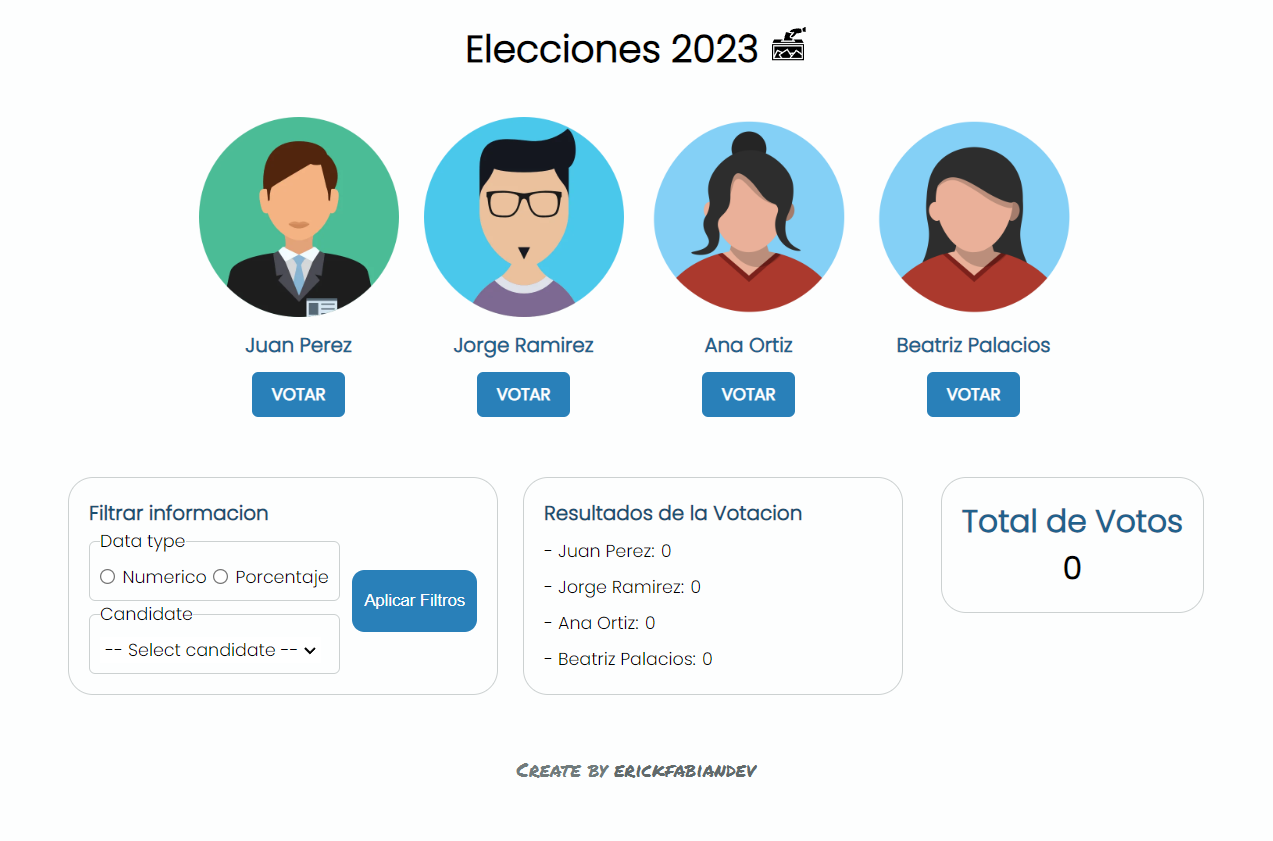 Elecciones 2023
Juan Perez
Jorge Ramirez
Ana Ortiz
Beatriz Palacios
VOTAR
VOTAR
VOTAR
VOTAR
Filtrar informacion
Data type
Numerico
Porcentaje
Candidate
-- Select candidate --
Aplicar Filtros
Resultados de la Votacion
- Juan Perez: 0
- Jorge Ramirez: 0
- Ana Ortiz: 0
- Beatriz Palacios: 0
Total de Votos
0
Create by erickfabiandev